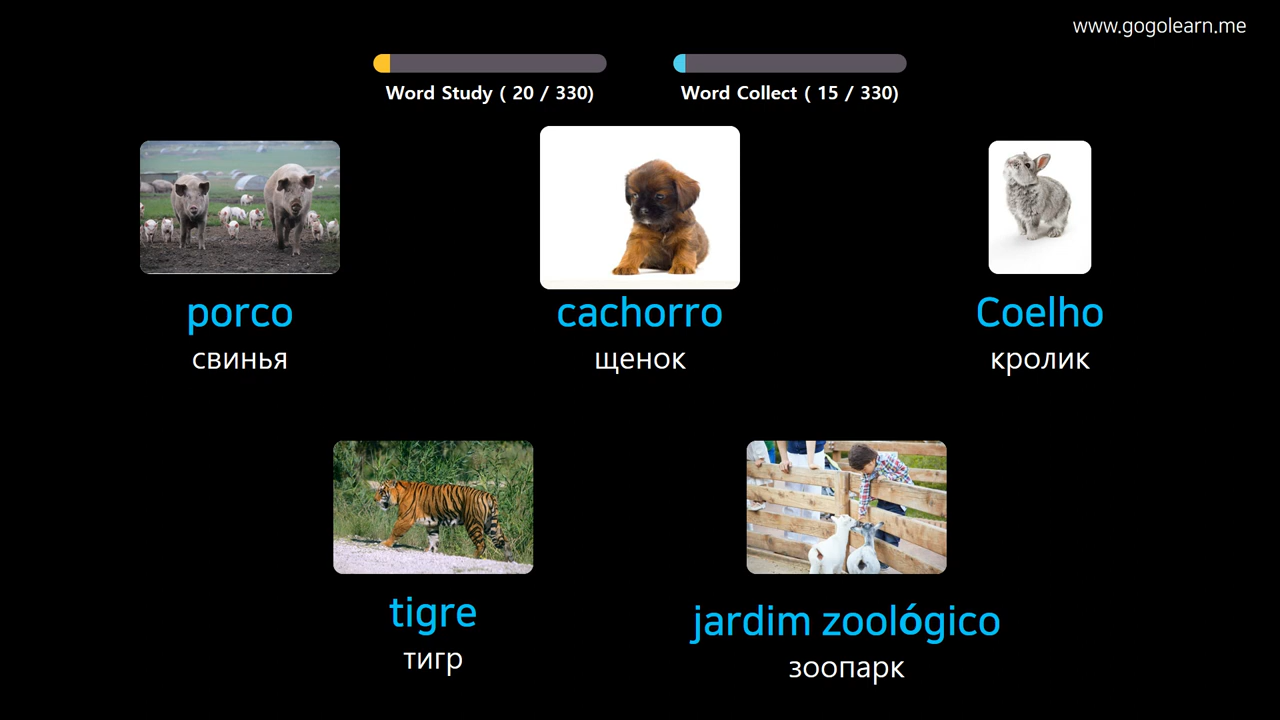 www.gogolearn.me
Word Study ( 20 / 330)
Word Collect ( 15 / 330)
porco
свинья
cachorro
щенок
Coelho
кролик
tigre
тигр
jardim zoológico
зоопарк